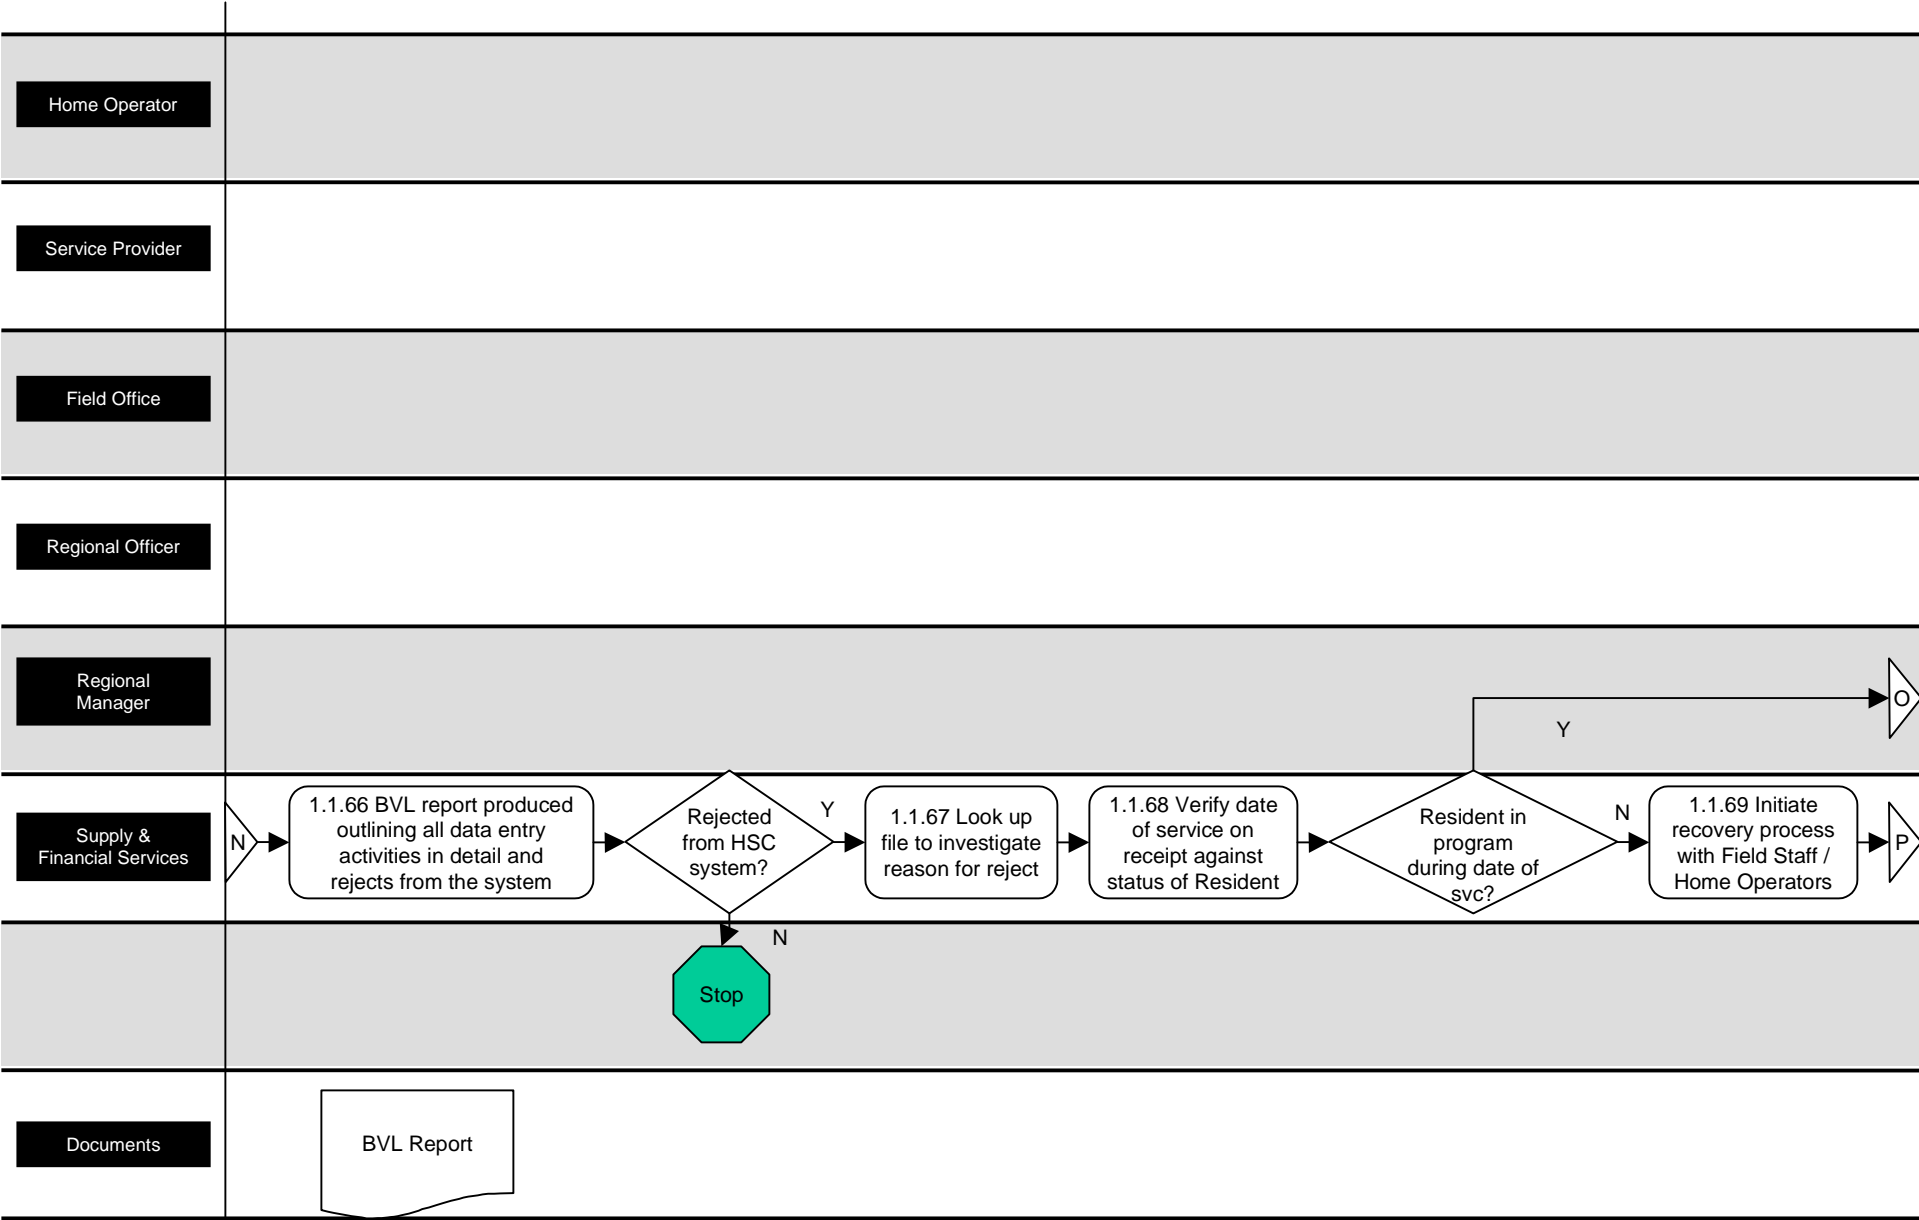 Home Operator
Service Provider
Field Office
Regional Officer
Regional
Manager
O
Y
Supply &
Financial Services
N
1.1.66 BVL report produced
outlining all data entry
activities in detail and
rejects from the system
Rejected
from HSC
system?
Y
1.1.67 Look up
file to investigate
reason for reject
1.1.68 Verify date
of service on
receipt against
status of Resident
Resident in
program
during date of
svc?
N
1.1.69 Initiate
recovery process
with Field Staff /
Home Operators
P
N
Stop
Documents
BVL Report